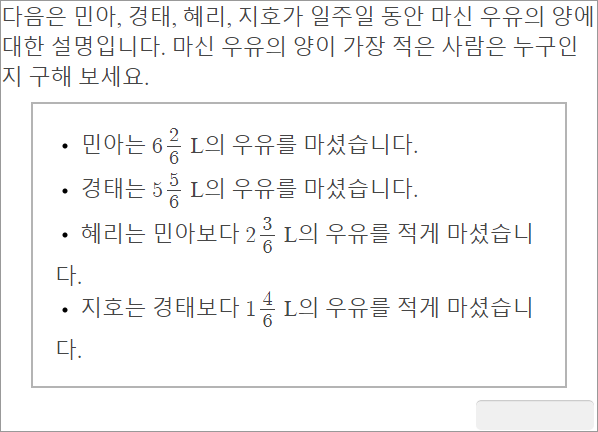 다음은 민아, 경태, 혜리, 지호가 일주일 동안 마신 우유의 양에
대한 설명입니다. 마신 우유의 양이 가장 적은 사람은 누구인
지 구해 보세요.
• 민아는 6 2/6 L의 우유를 마셨습니다.
• 경태는 5 5/6 L의 우유를 마셨습니다.
• 혜리는 민아보다 2 3/6 L의 우유를 적게 마셨습니
다.
• 지호는 경태보다 1 4/6 L의 우유를 적게 마셨습니
다.